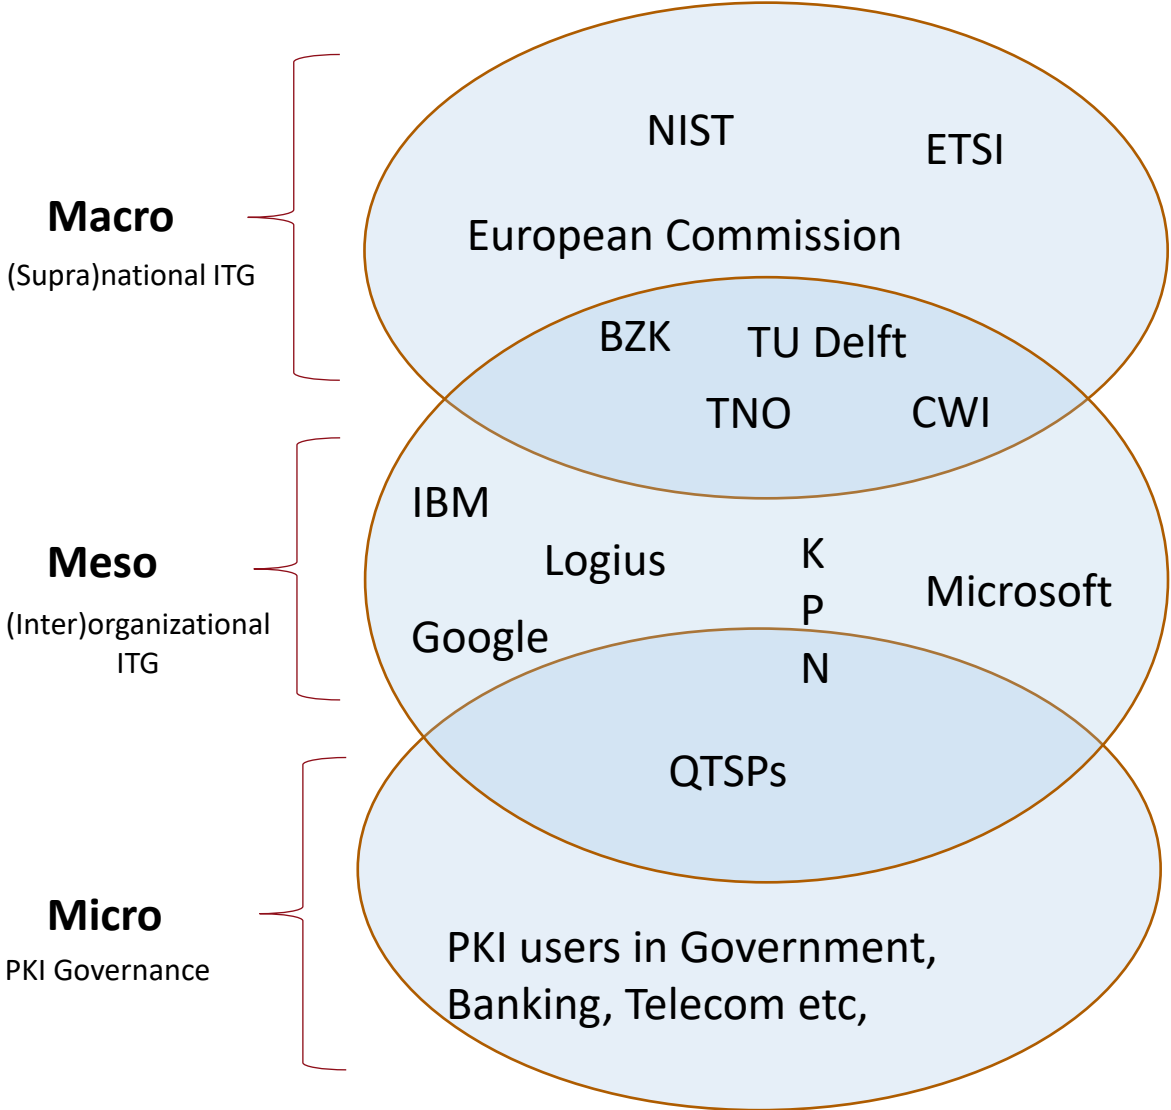 NIST
ETSI
Macro
(Supra)national ITG
European Commission
BZK
TU Delft
TNO
CWI
IBM
Meso
(Inter)organizational
ITG
Logius
K
P
N
Microsoft
Google
QTSPs
Micro
PKI Governance
PKI users in Government,
Banking, Telecom etc,